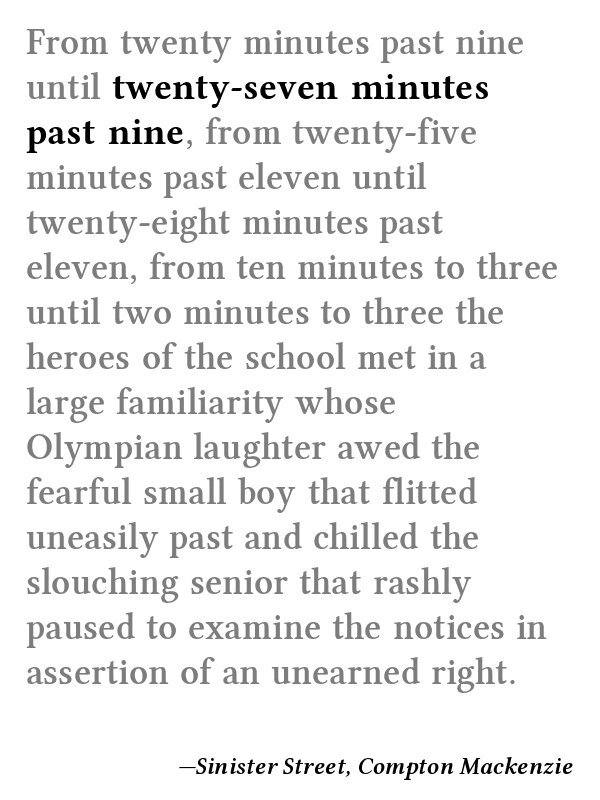 From twenty minutes past nine
until twenty-seven minutes
past nine, from twenty-five
minutes past eleven until
twenty-eight minutes past
eleven, from ten minutes to three
until two minutes to three the
heroes of the school met in a
large familiarity whose
Olympian laughter awed the
fearful small boy that flitted
uneasily past and chilled the
slouching senior that rashly
paused to examine the notices in
assertion of an unearned right.
—Sinister Street, Compton Mackenzie